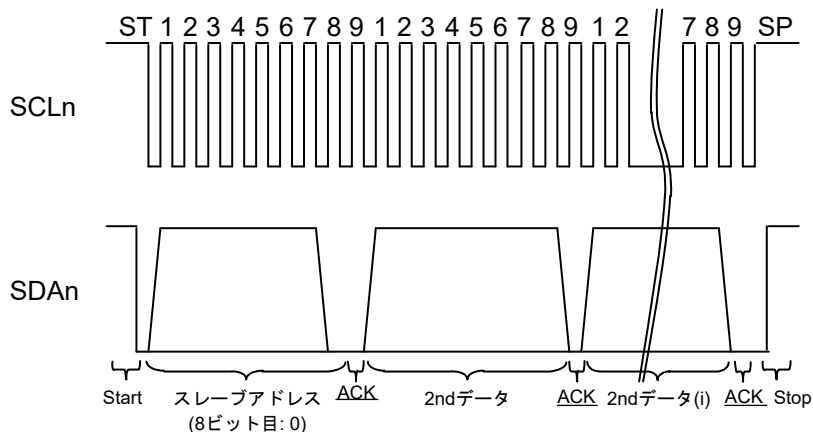 ST 1 2 3 4 5 6 7 8 9 1 2 3 4 5 6 7 8 9 1 2 7 8 9 SP
SCLn
SDAn
Start スレーブアドレス ACK 2ndデータ ACK 2ndデータ(i) ACK Stop
(8ビット目: 0)